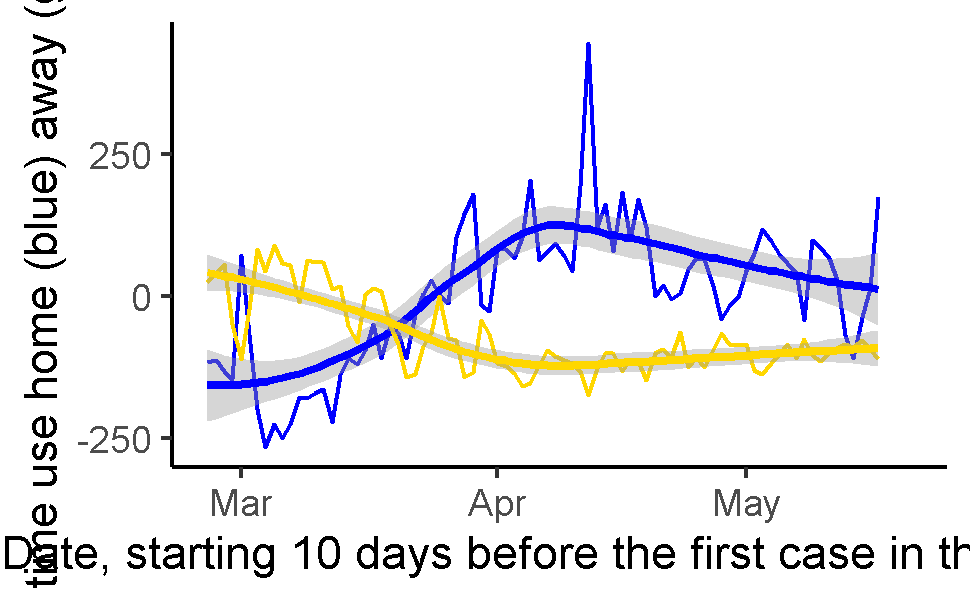 time use home (blue) away (
250
0
-250
Mar Apr May
Date, starting 10 days before the first case in th